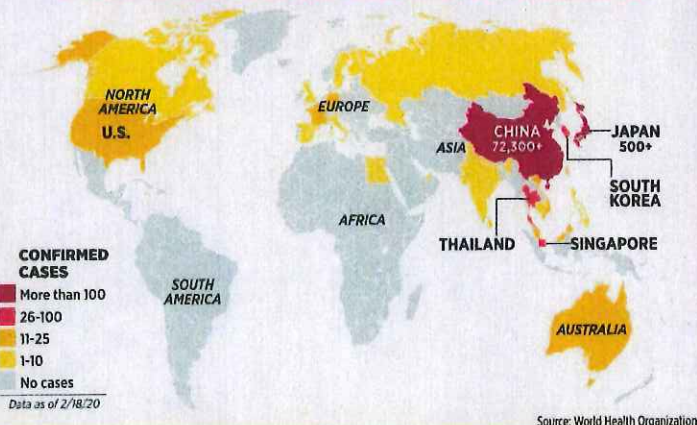 NORTH
AMERICA
U.S.
EUROPE
ASIA
CHINA
72,300+
JAPAN
500+
SOUTH
KOREA
AFRICA
THAILAND
SINGAPORE
SOUTH
AMERICA
AUSTRALIA
CONFIRMED
CASES
More than 100
26-100
11-25
1-10
No cases
Data as of 2/18/20
Source: World Health Organization